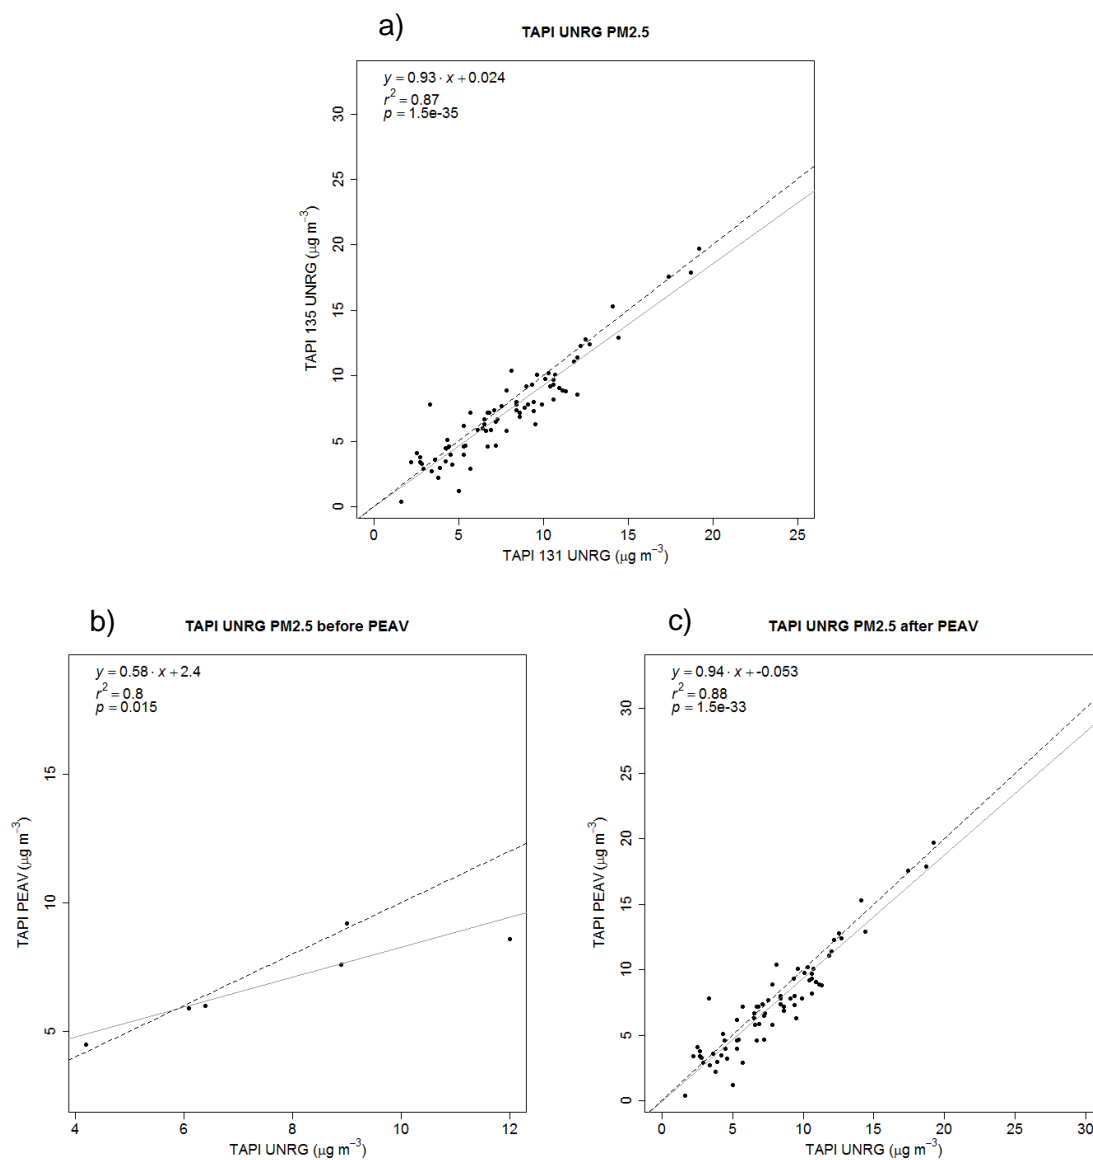 a)
TAPI UNRG PM2.5
y = 0.93 · x + 0.024
r² = 0.87
p = 1.5e-35
TAPI 135 UNRG (µg m⁻³)
30
25
20
15
10
5
0
0 5 10 15 20 25
TAPI 131 UNRG (µg m⁻³)
b)
TAPI UNRG PM2.5 before PEAV
y = 0.58 · x + 2.4
r² = 0.8
p = 0.015
TAPI PEAV (µg m⁻³)
15
10
5
4 6 8 10 12
TAPI UNRG (µg m⁻³)
c)
TAPI UNRG PM2.5 after PEAV
y = 0.94 · x + -0.053
r² = 0.88
p = 1.5e-33
TAPI PEAV (µg m⁻³)
30
25
20
15
10
5
0
0 5 10 15 20 25 30
TAPI UNRG (µg m⁻³)